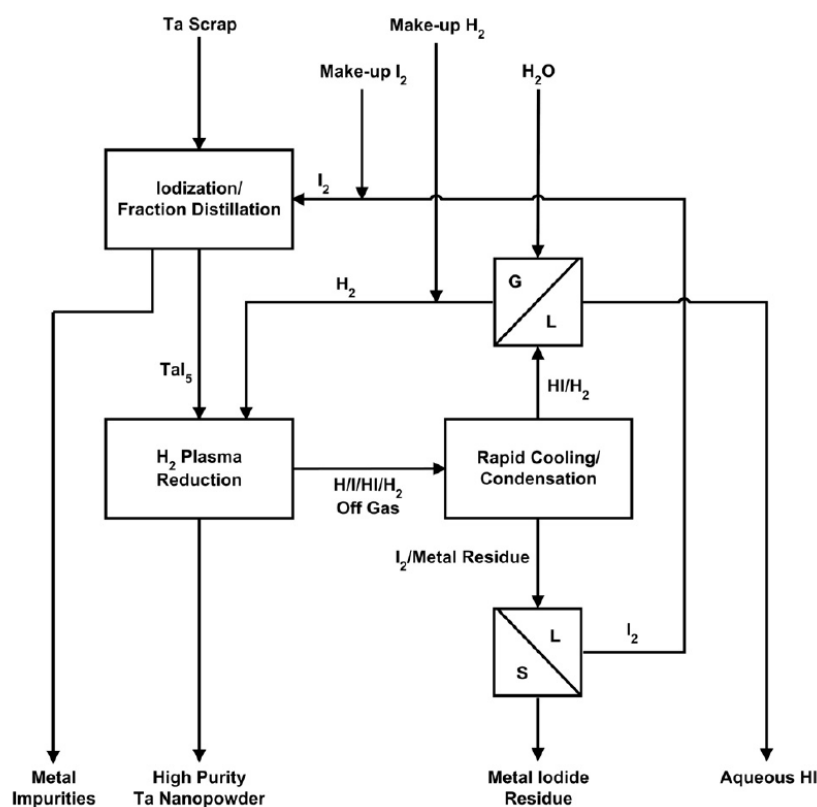 Ta Scrap
Make-up H₂
Make-up I₂
H₂O
Iodization/
Fraction Distillation
I₂
G
L
H₂
TaI₅
HI/H₂
H₂ Plasma
Reduction
H/I/HI/H₂
Off Gas
Rapid Cooling/
Condensation
I₂/Metal Residue
L
S
I₂
Metal
Impurities
High Purity
Ta Nanopowder
Metal Iodide
Residue
Aqueous HI